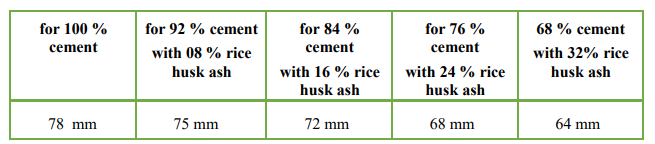 for 100 %
cement
for 92 % cement
with 08 % rice
husk ash
for 84 %
cement
with 16 % rice
husk ash
for 76 %
cement
with 24 % rice
husk ash
68 % cement
with 32% rice
husk ash
78 mm
75 mm
72 mm
68 mm
64 mm